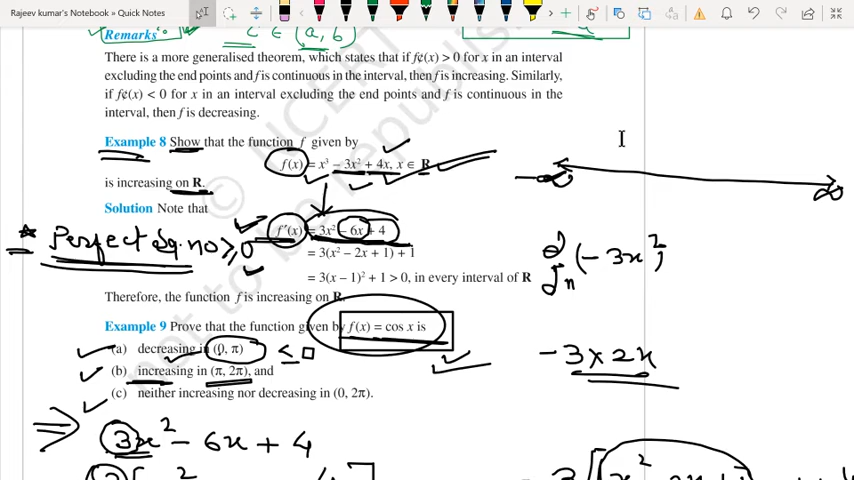 Rajeev kumar's Notebook » Quick Notes
Remarks
c ∈ (a, b)
There is a more generalised theorem, which states that if f¢(x) > 0 for x in an interval
excluding the end points and f is continuous in the interval, then f is increasing. Similarly,
if f¢(x) < 0 for x in an interval excluding the end points and f is continuous in the
interval, then f is decreasing.
Example 8 Show that the function f given by
f(x) = x³ – 3x² + 4x, x ∈ R
is increasing on R.
∞
Solution Note that
f′(x) = 3x² – 6x + 4
Perfect Sq. no ≥ 0
= 3(x² – 2x + 1) + 1
= 3(x – 1)² + 1 > 0, in every interval of R
Therefore, the function f is increasing on R.
(- 3x²)
Example 9 Prove that the function given by f(x) = cos x is
(a) decreasing in (0, π)
≤ 0
(b) increasing in (π, 2π), and
(c) neither increasing nor decreasing in (0, 2π).
- 3 × 2x
⇒ 3x² - 6x + 4